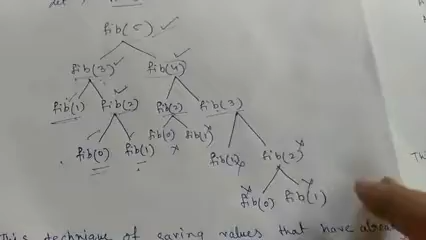 fib(5)
fib(3) fib(4)
fib(1) fib(2) fib(2) fib(3)
fib(0) fib(1) fib(0) fib(1) fib(1) fib(2)
fib(0) fib(1)
This technique of saving values that have already